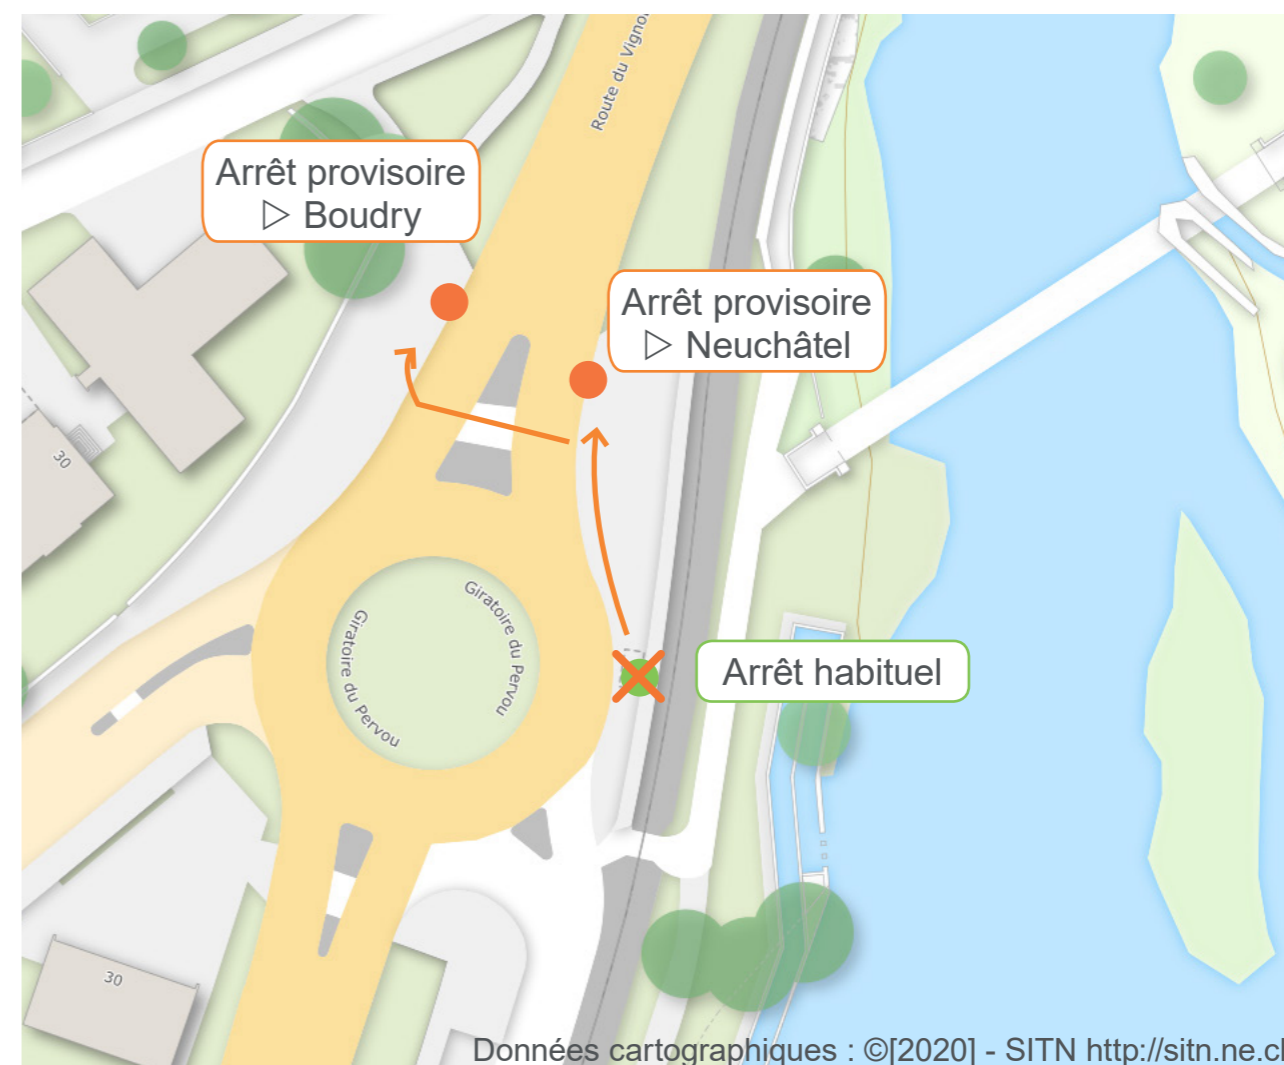 Route du
Arrêt provisoire
▷ Boudry
Arrêt provisoire
▷ Neuchâtel
30
Giratoire du Pervou
Giratoire du Pervou
Arrêt habituel
30
Données cartographiques : ©[2020] - SITN http://sitn.ne.ch